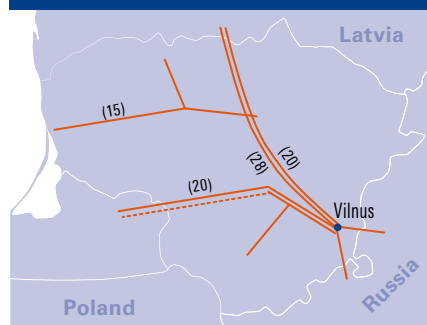 Latvia
(15)
(20)
(28)
(20)
Vilnus
Poland
Russia